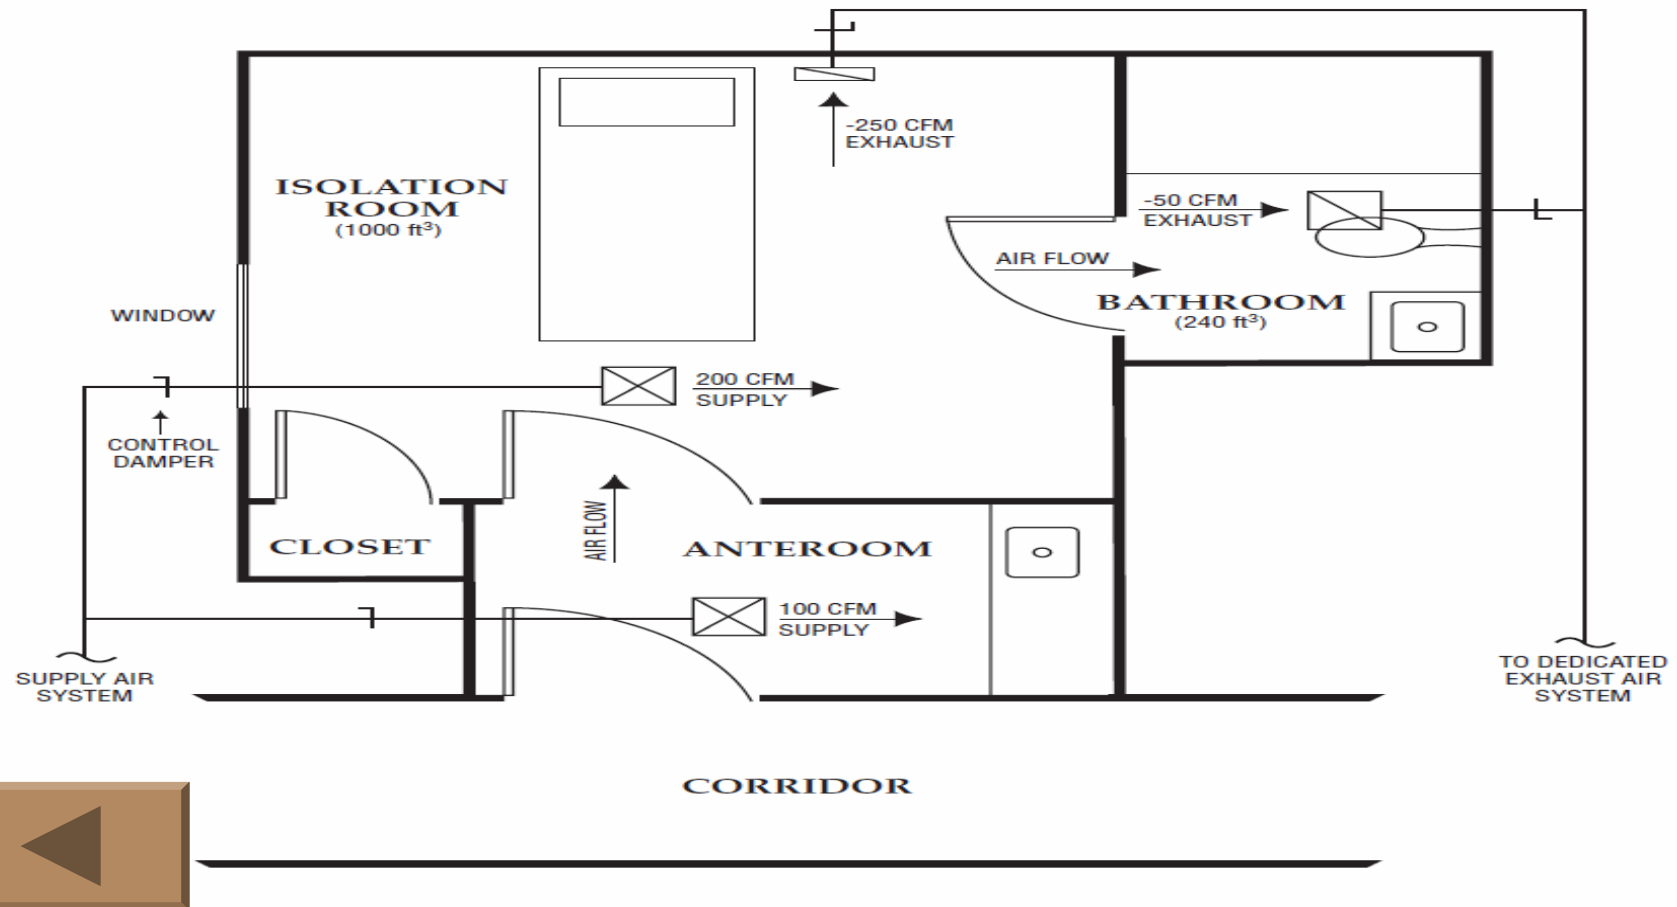 -250 CFM
EXHAUST
ISOLATION
ROOM
(1000 ft³)
-50 CFM
EXHAUST
AIR FLOW
BATHROOM
(240 ft³)
WINDOW
200 CFM
SUPPLY
CONTROL
DAMPER
AIR FLOW
CLOSET
ANTEROOM
100 CFM
SUPPLY
SUPPLY AIR
SYSTEM
TO DEDICATED
EXHAUST AIR
SYSTEM
CORRIDOR